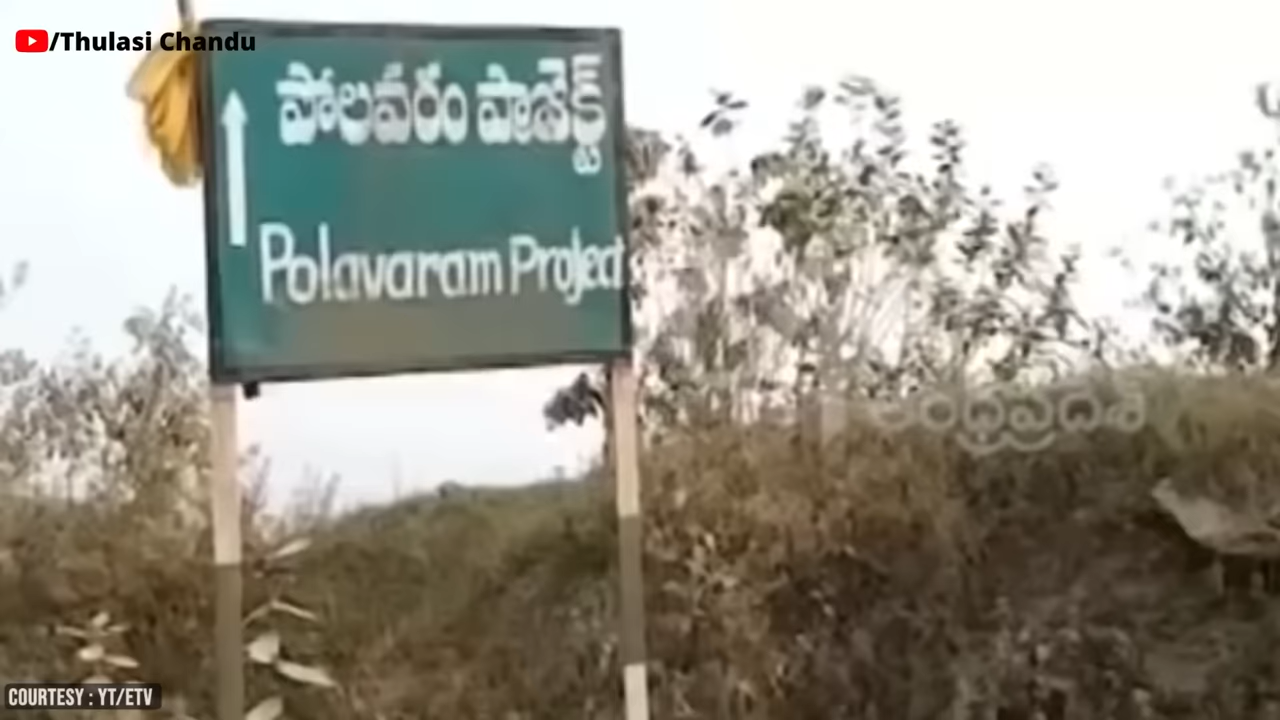 /Thulasi Chandu
పోలవరం ప్రాజెక్ట్
Polavaram Project
ఆంధ్రప్రదేశ్
COURTESY : YT/ETV